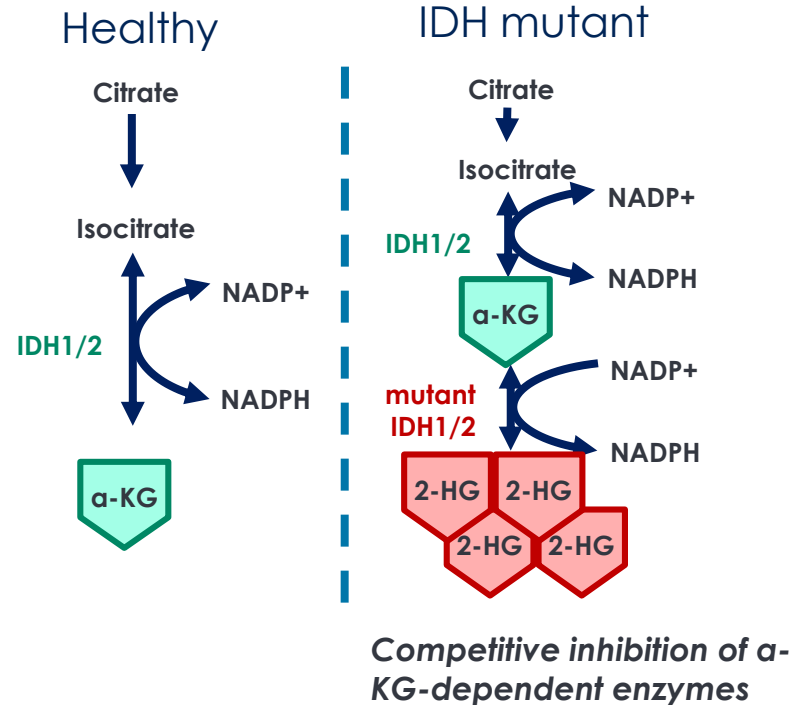 Healthy
Citrate
Isocitrate
IDH1/2
NADP+
NADPH
a-KG
IDH mutant
Citrate
Isocitrate
NADP+
IDH1/2
NADPH
a-KG
NADP+
mutant
IDH1/2
NADPH
2-HG 2-HG
2-HG 2-HG
Competitive inhibition of a-
KG-dependent enzymes